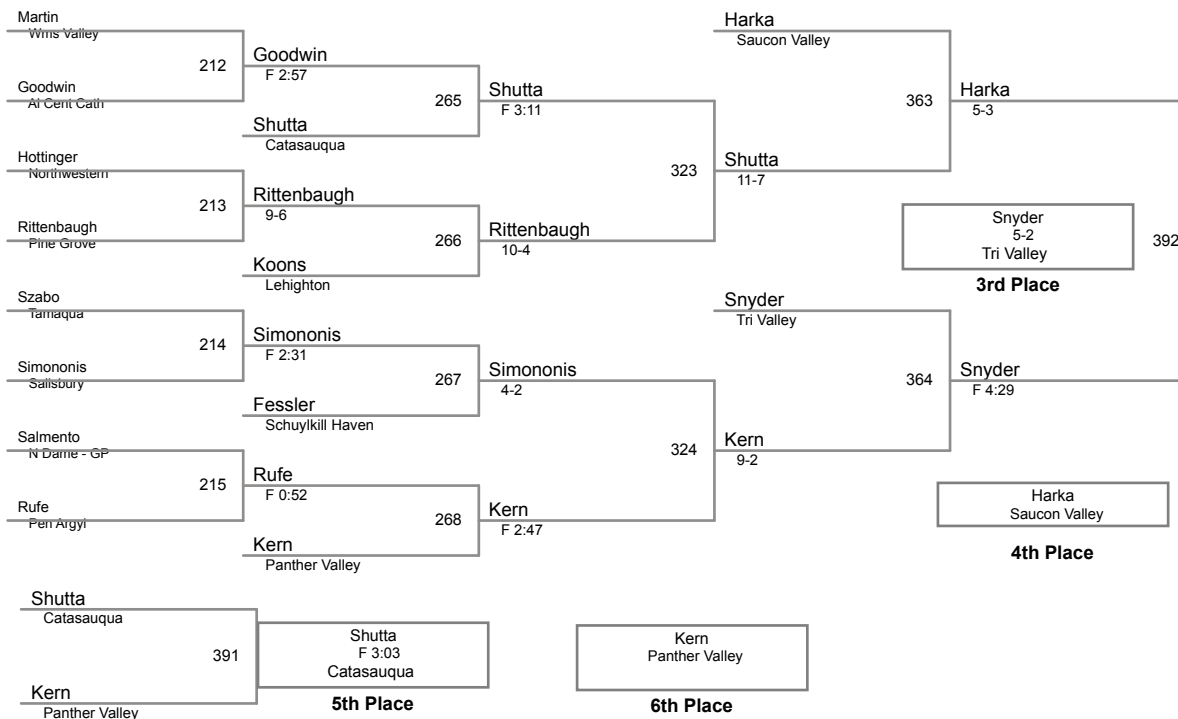 Martin
Wms Valley
212
Goodwin
Al Cent Cath
Goodwin
F 2:57
265
Shutta
Catasauqua
Shutta
F 3:11
Hottinger
Northwestern
213
Rittenbaugh
Pine Grove
Rittenbaugh
9-6
266
Koons
Lehighton
Rittenbaugh
10-4
323
Shutta
11-7
Harka
Saucon Valley
363
Harka
5-3
Snyder
5-2
Tri Valley
392
3rd Place
Szabo
Tamaqua
214
Simononis
Salisbury
Simononis
F 2:31
267
Fessler
Schuylkill Haven
Simononis
4-2
Salmento
N Dame - GP
215
Rufe
Pen Argyl
Rufe
F 0:52
268
Kern
Panther Valley
Kern
F 2:47
324
Kern
9-2
Snyder
Tri Valley
364
Snyder
F 4:29
Harka
Saucon Valley
4th Place
Shutta
Catasauqua
391
Kern
Panther Valley
Shutta
F 3:03
Catasauqua
5th Place
Kern
Panther Valley
6th Place